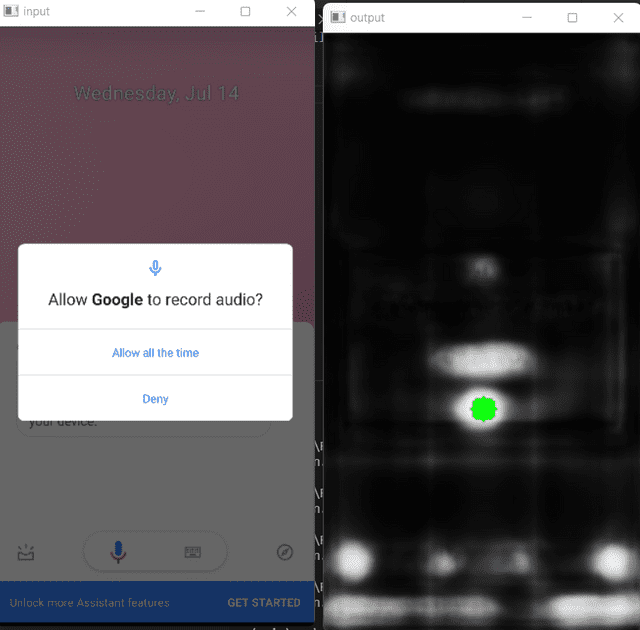 input
output
Wednesday, Jul 14
Allow Google to record audio?
Allow all the time
Deny
your device.
Unlock more Assistant features
GET STARTED